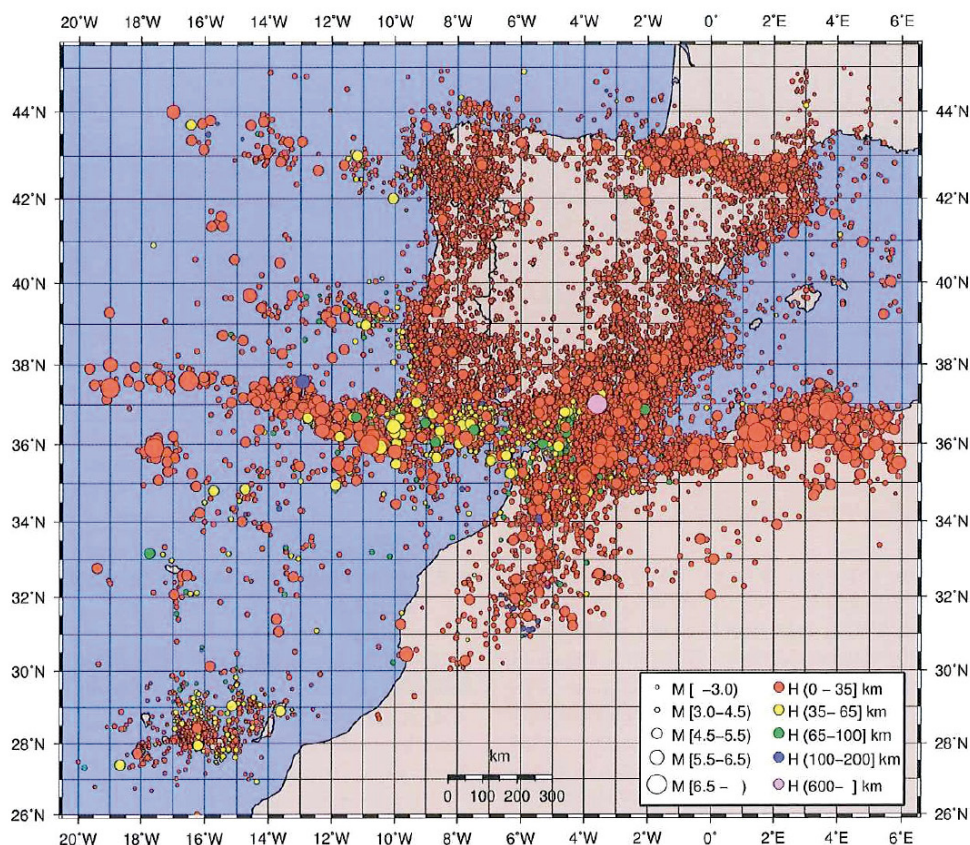 20°W 18°W 16°W 14°W 12°W 10°W 8°W 6°W 4°W 2°W 0° 2°E 4°E 6°E
44°N 44°N
42°N 42°N
40°N 40°N
38°N 38°N
36°N 36°N
34°N 34°N
32°N 32°N
30°N 30°N
M [ –3.0) H (0 – 35] km
M [3.0–4.5) H (35– 65] km
28°N M [4.5–5.5) H (65–100] km 28°N
km M [5.5–6.5) H (100–200] km
0 100 200 300 M [6.5 – ) H (600– ] km
26°N 26°N
20°W 18°W 16°W 14°W 12°W 10°W 8°W 6°W 4°W 2°W 0° 2°E 4°E 6°E